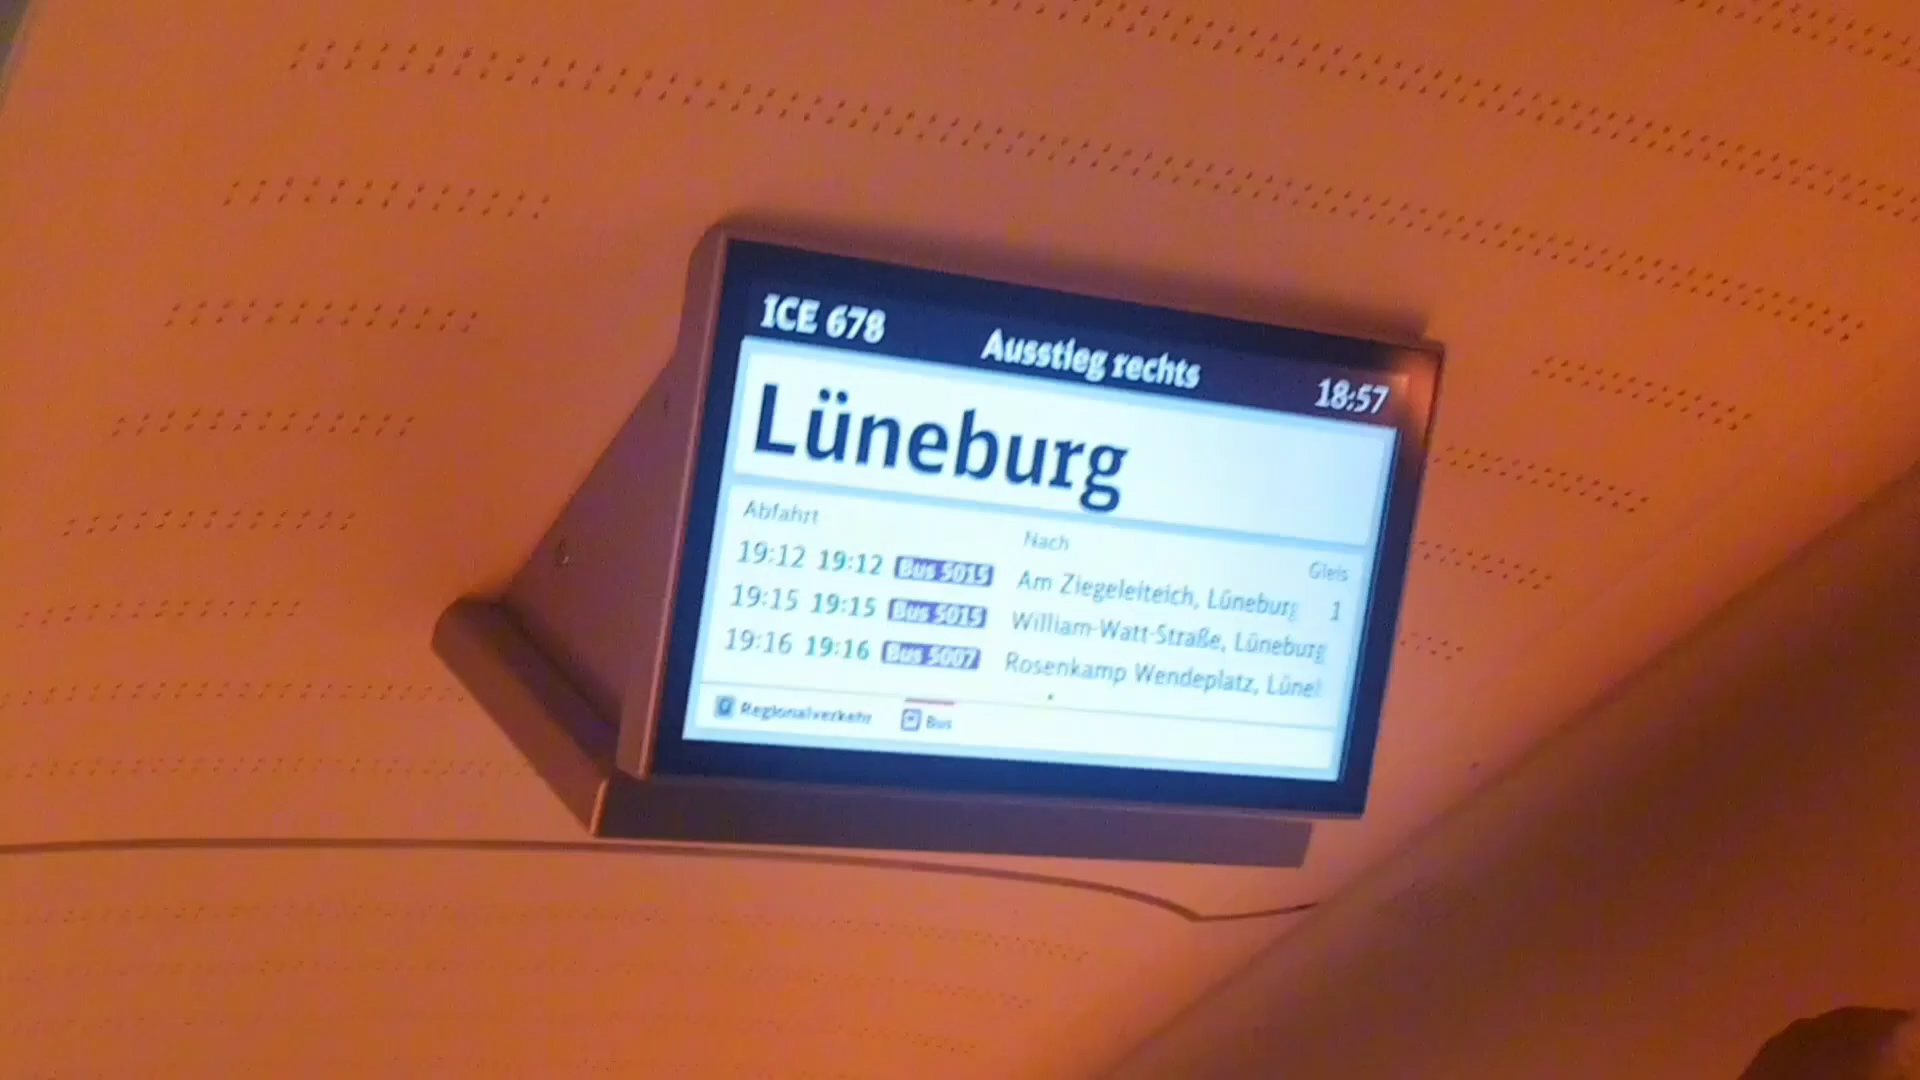 ICE 678 Ausstieg rechts 18:57
Lüneburg
Abfahrt Nach Gleis
19:12 19:12 Bus 5015 Am Ziegeleiteich, Lüneburg 1
19:15 19:15 Bus 5015 William-Watt-Straße, Lüneburg
19:16 19:16 Bus 5007 Rosenkamp Wendeplatz, Lüne
Regionalverkehr Bus